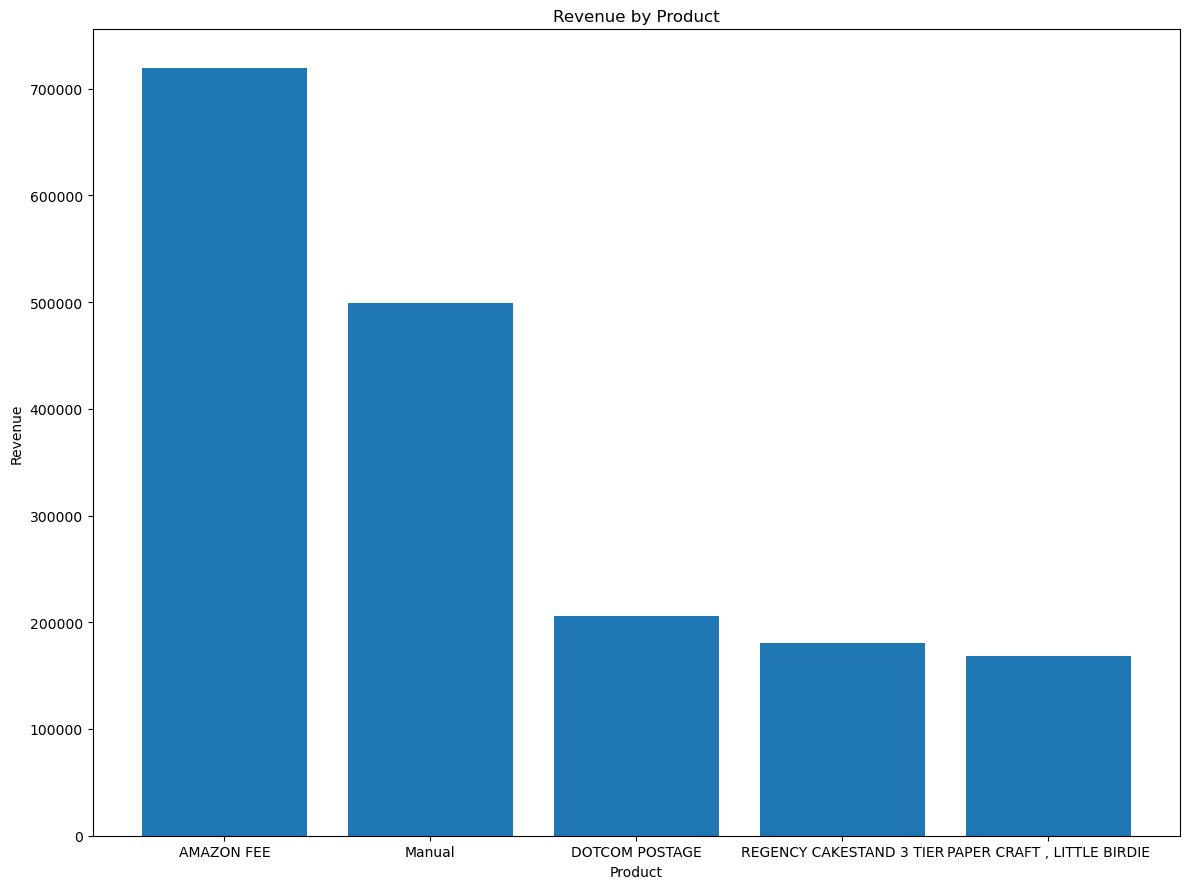 Revenue by Product
Revenue
700000
600000
500000
400000
300000
200000
100000
0
AMAZON FEE
Manual
DOTCOM POSTAGE
REGENCY CAKESTAND 3 TIER
PAPER CRAFT , LITTLE BIRDIE
Product